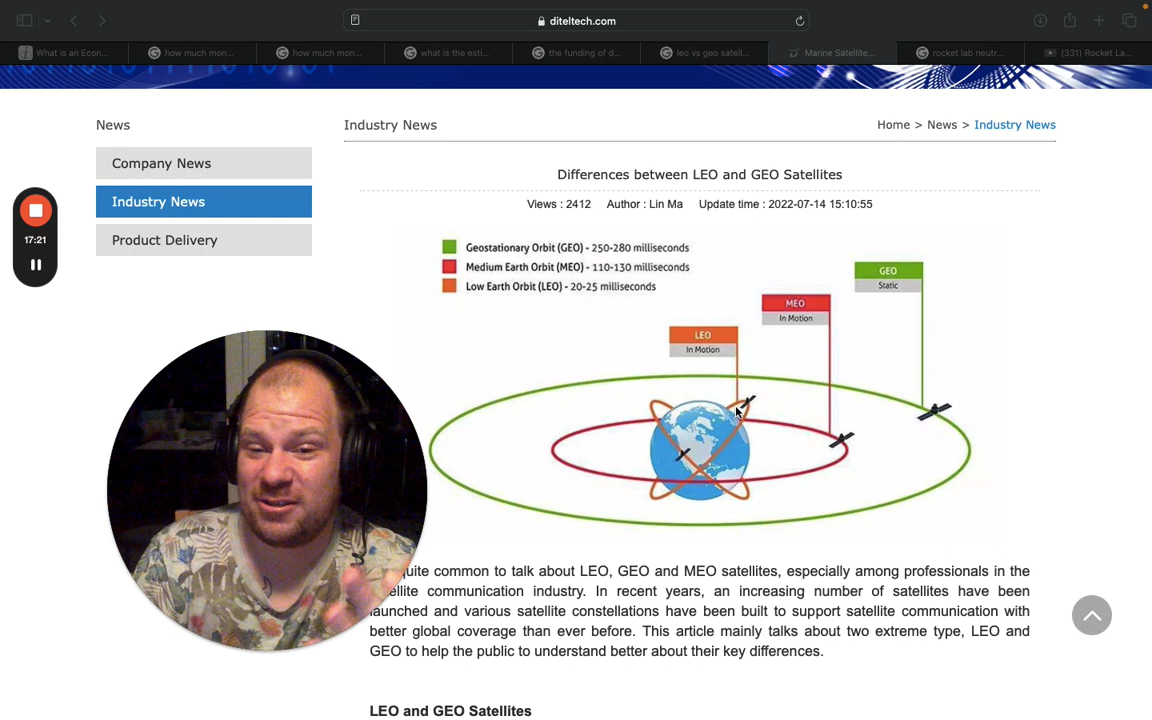 diteltech.com
What is an Econ...
how much mon...
how much mon...
what is the esti...
the funding of d...
leo vs geo satell...
Marine Satellite...
rocket lab neutr...
(331) Rocket La...
News
Company News
Industry News
Product Delivery
Industry News
Home > News > Industry News
Differences between LEO and GEO Satellites
Views : 2412 Author : Lin Ma Update time : 2022-07-14 15:10:55
Geostationary Orbit (GEO) - 250-280 milliseconds
Medium Earth Orbit (MEO) - 110-130 milliseconds
Low Earth Orbit (LEO) - 20-25 milliseconds
GEO
Static
MEO
In Motion
LEO
In Motion
17:21
uite common to talk about LEO, GEO and MEO satellites, especially among professionals in the
ellite communication industry. In recent years, an increasing number of satellites have been
launched and various satellite constellations have been built to support satellite communication with
better global coverage than ever before. This article mainly talks about two extreme type, LEO and
GEO to help the public to understand better about their key differences.
LEO and GEO Satellites